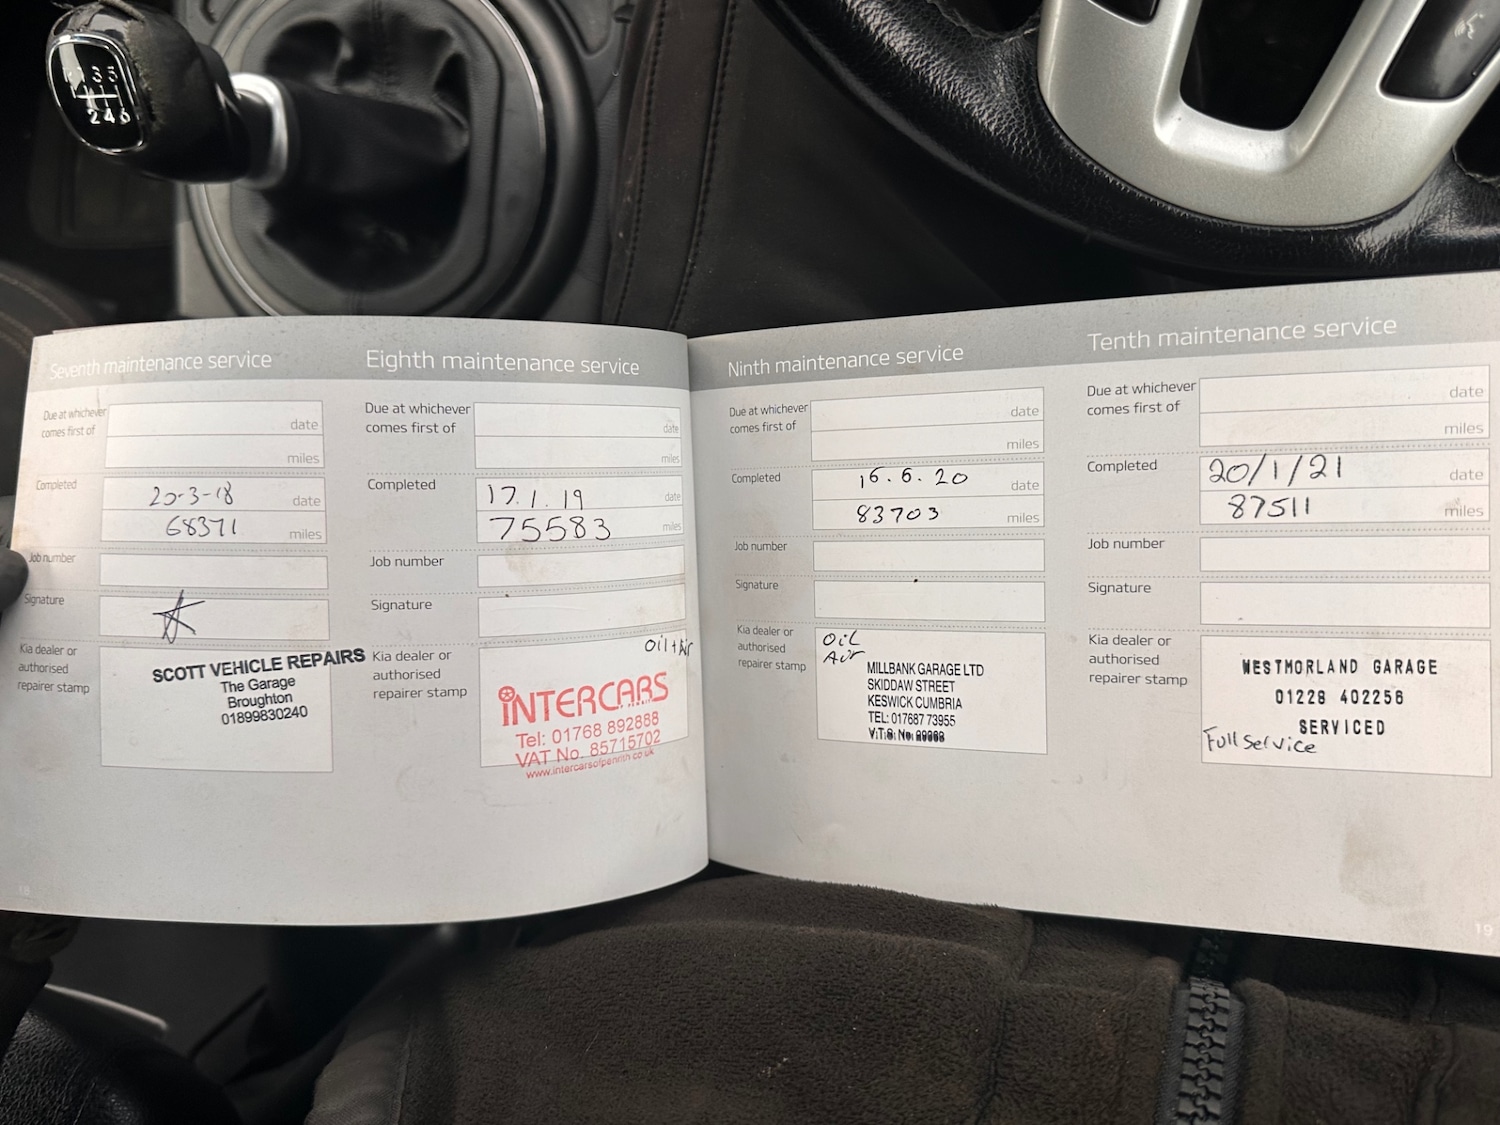 1 3 5
2 4 6
Seventh maintenance service
Due at whichever
comes first of
date
miles
Completed
20-3-18 date
68371 miles
Job number
Signature
Kia dealer or
authorised
repairer stamp
SCOTT VEHICLE REPAIRS
The Garage
Broughton
01899830240
18
Eighth maintenance service
Due at whichever
comes first of
date
miles
Completed
17.1.19 date
75583 miles
Job number
Signature
Kia dealer or
authorised
repairer stamp
Oil + Air
INTERCARS
Tel: 01768 892888
VAT No. 85715702
www.intercarsofpenrith.co.uk
Ninth maintenance service
Due at whichever
comes first of
date
miles
Completed
16.6.20 date
83703 miles
Job number
Signature
Kia dealer or
authorised
repairer stamp
Oil
Air
MILLBANK GARAGE LTD
SKIDDAW STREET
KESWICK CUMBRIA
TEL: 017687 73955
V.T.S. No.
Tenth maintenance service
Due at whichever
comes first of
date
miles
Completed
20/1/21 date
87511 miles
Job number
Signature
Kia dealer or
authorised
repairer stamp
WESTMORLAND GARAGE
01228 402256
SERVICED
Full Service
19